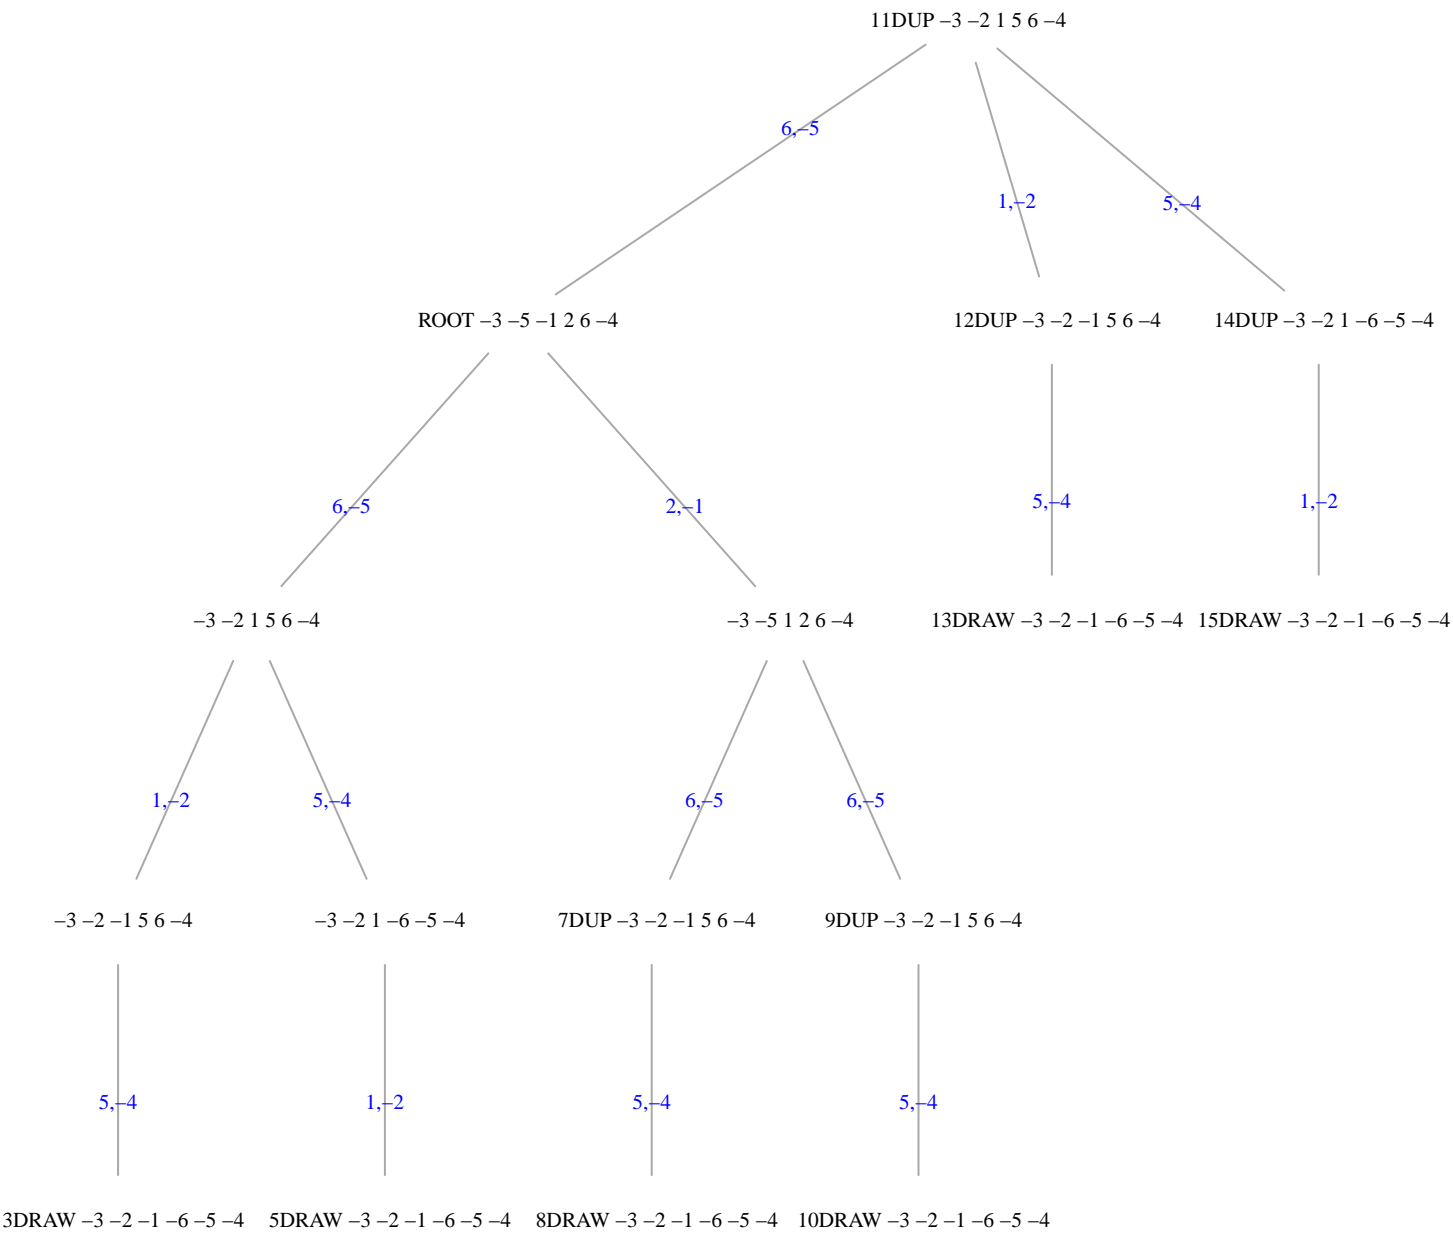 11DUP −3 −2 1 5 6 −4
6,−5
1,−2
5,−4
ROOT −3 −5 −1 2 6 −4
12DUP −3 −2 −1 5 6 −4
14DUP −3 −2 1 −6 −5 −4
6,−5
2,−1
5,−4
1,−2
−3 −2 1 5 6 −4
−3 −5 1 2 6 −4
13DRAW −3 −2 −1 −6 −5 −4
15DRAW −3 −2 −1 −6 −5 −4
1,−2
5,−4
6,−5
6,−5
−3 −2 −1 5 6 −4
−3 −2 1 −6 −5 −4
7DUP −3 −2 −1 5 6 −4
9DUP −3 −2 −1 5 6 −4
5,−4
1,−2
5,−4
5,−4
3DRAW −3 −2 −1 −6 −5 −4
5DRAW −3 −2 −1 −6 −5 −4
8DRAW −3 −2 −1 −6 −5 −4
10DRAW −3 −2 −1 −6 −5 −4